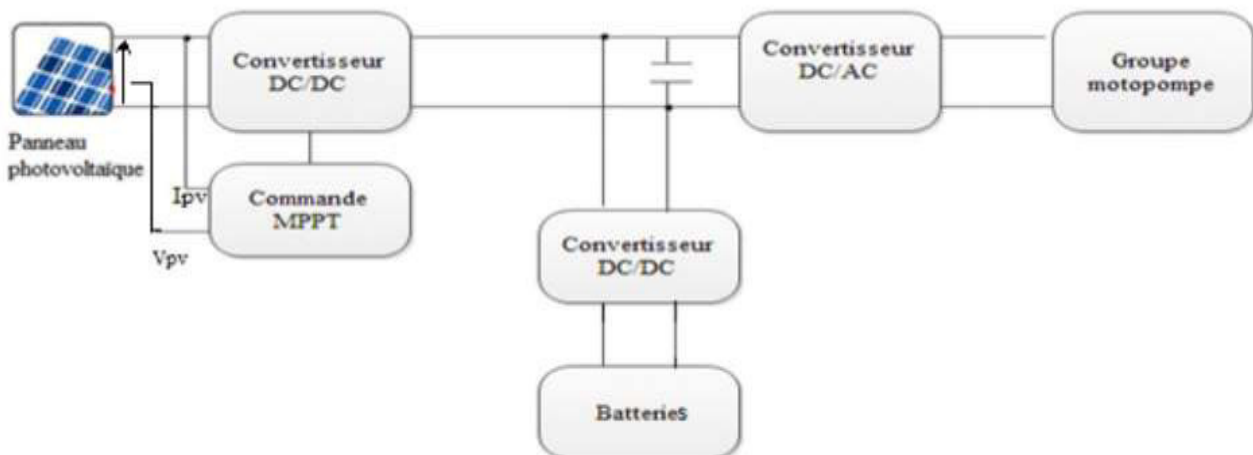 Convertisseur
DC/DC
Convertisseur
DC/AC
Groupe
motopompe
Panneau
photovoltaïque
Ipv
Commande
MPPT
Vpv
Convertisseur
DC/DC
Batteries